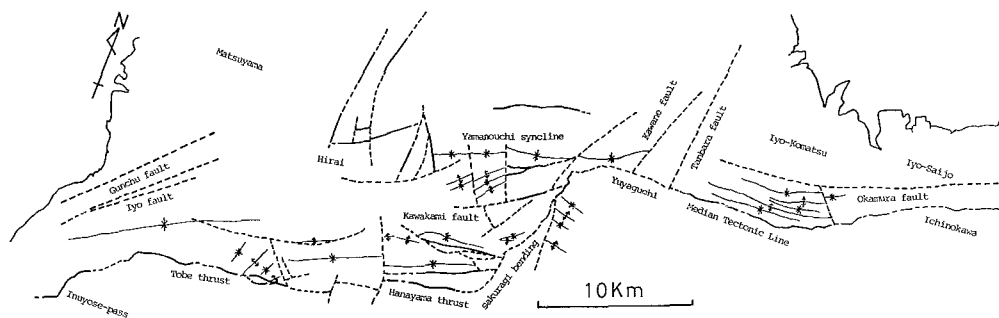 N
Matsuyama
Gunchu fault
Iyo fault
Hirai
Yamanouchi syncline
Kawakami fault
Tobe thrust
Inuyose-pass
Hanayama thrust
Sakuragi bending
10Km
Kawane fault
Tanbara fault
Yuyaguchi
Median Tectonic Line
Iyo-Komatsu
Iyo-Saijo
Okamura fault
Ichinokawa